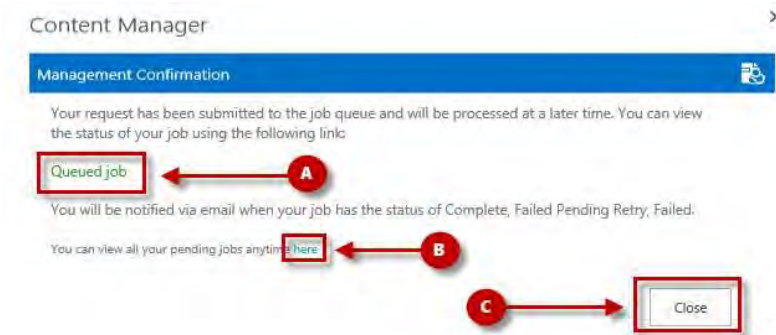 Content Manager
Management Confirmation
Your request has been submitted to the job queue and will be processed at a later time. You can view
the status of your job using the following link:
Queued job
A
You will be notified via email when your job has the status of Complete, Failed Pending Retry, Failed.
You can view all your pending jobs anytime here
B
C
Close